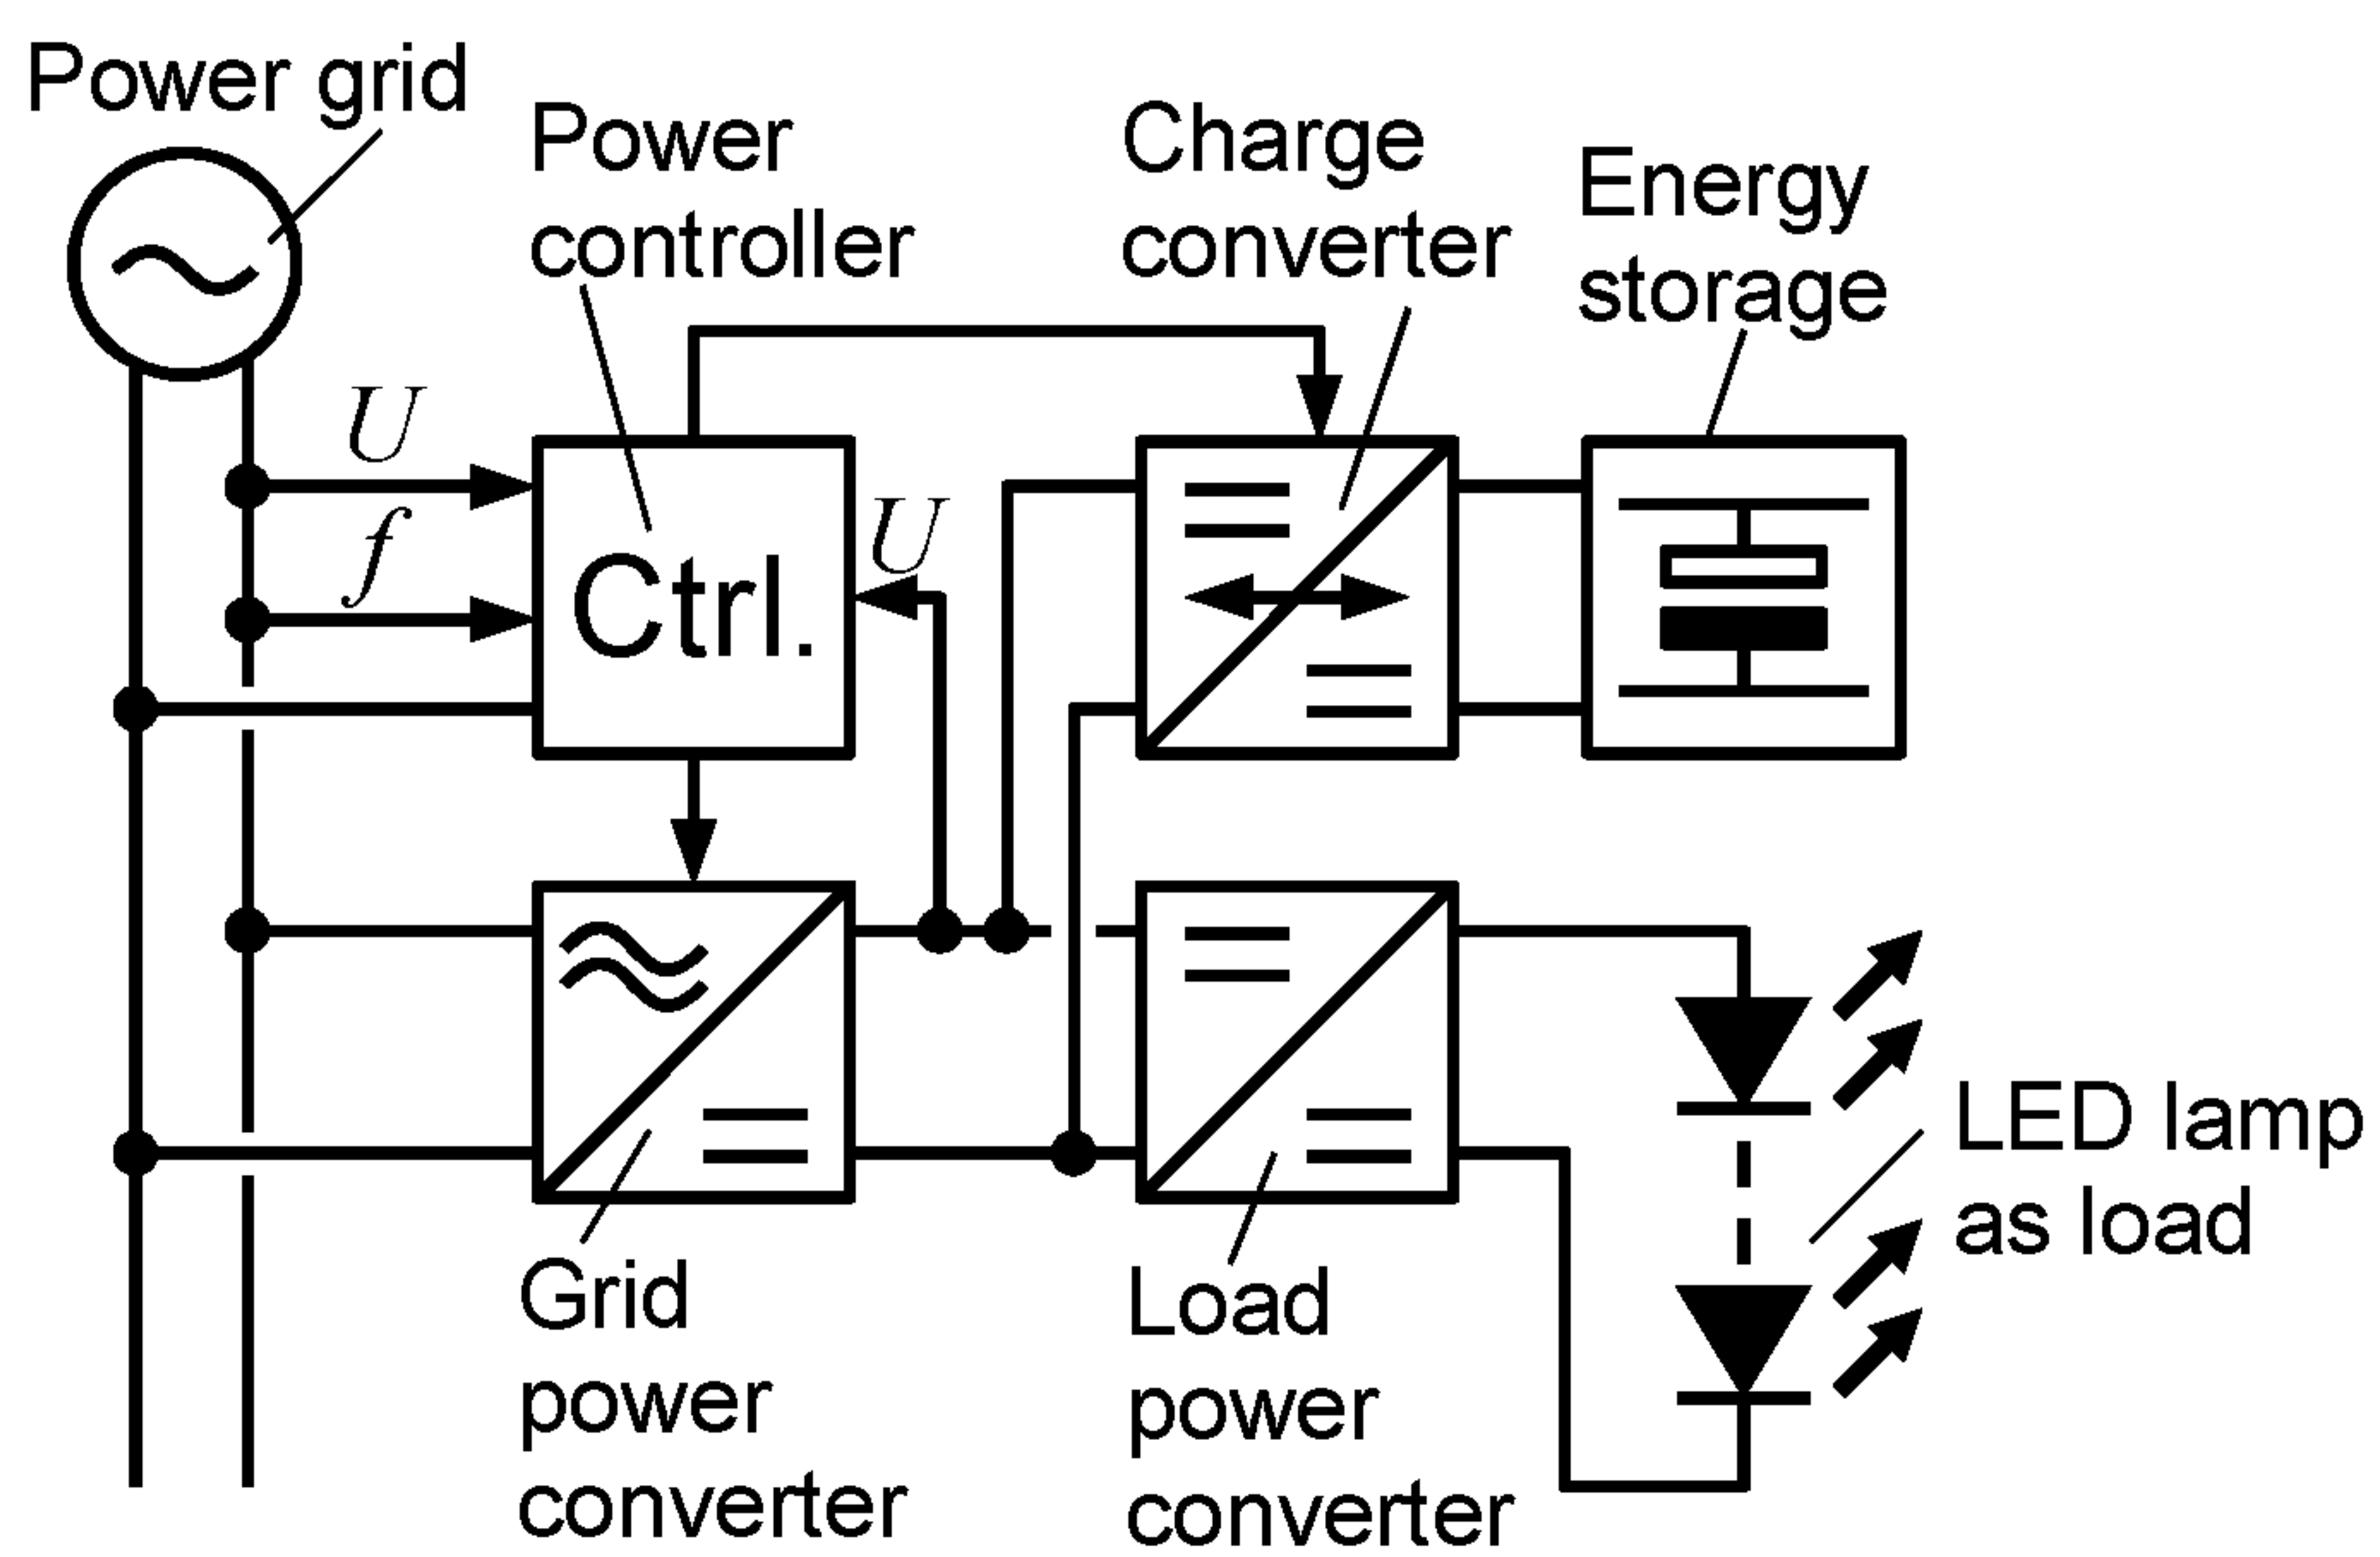 Power grid
Power
controller
Charge
converter
Energy
storage
U
f
U
Ctrl.
LED lamp
as load
Grid
power
converter
Load
power
converter